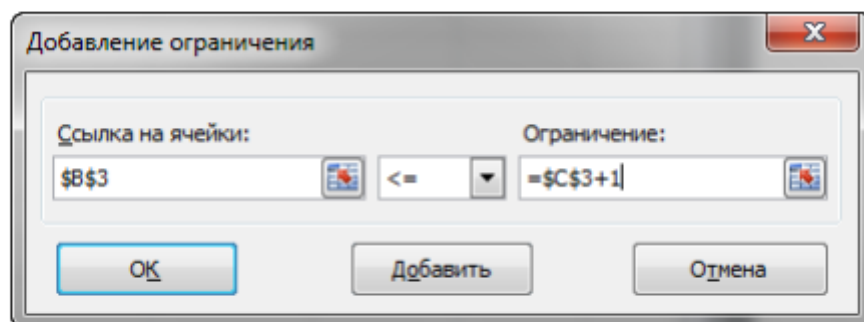 Добавление ограничения
Ссылка на ячейки: Ограничение:
$B$3 <= =$C$3+1
ОК Добавить Отмена